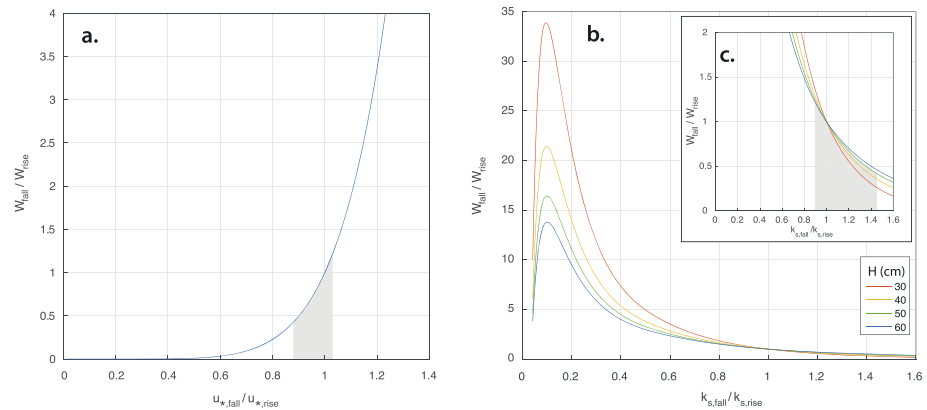 a.
4
3.5
3
2.5
2
1.5
1
0.5
0
W_fall / W_rise
0 0.2 0.4 0.6 0.8 1 1.2 1.4
u_*,fall / u_*,rise
b.
35
30
25
20
15
10
5
0
W_fall / W_rise
0 0.2 0.4 0.6 0.8 1 1.2 1.4 1.6
k_s,fall / k_s,rise
c.
2
1.5
1
0.5
0
W_fall / W_rise
0 0.2 0.4 0.6 0.8 1 1.2 1.4 1.6
k_s,fall / k_s,rise
H (cm)
30
40
50
60